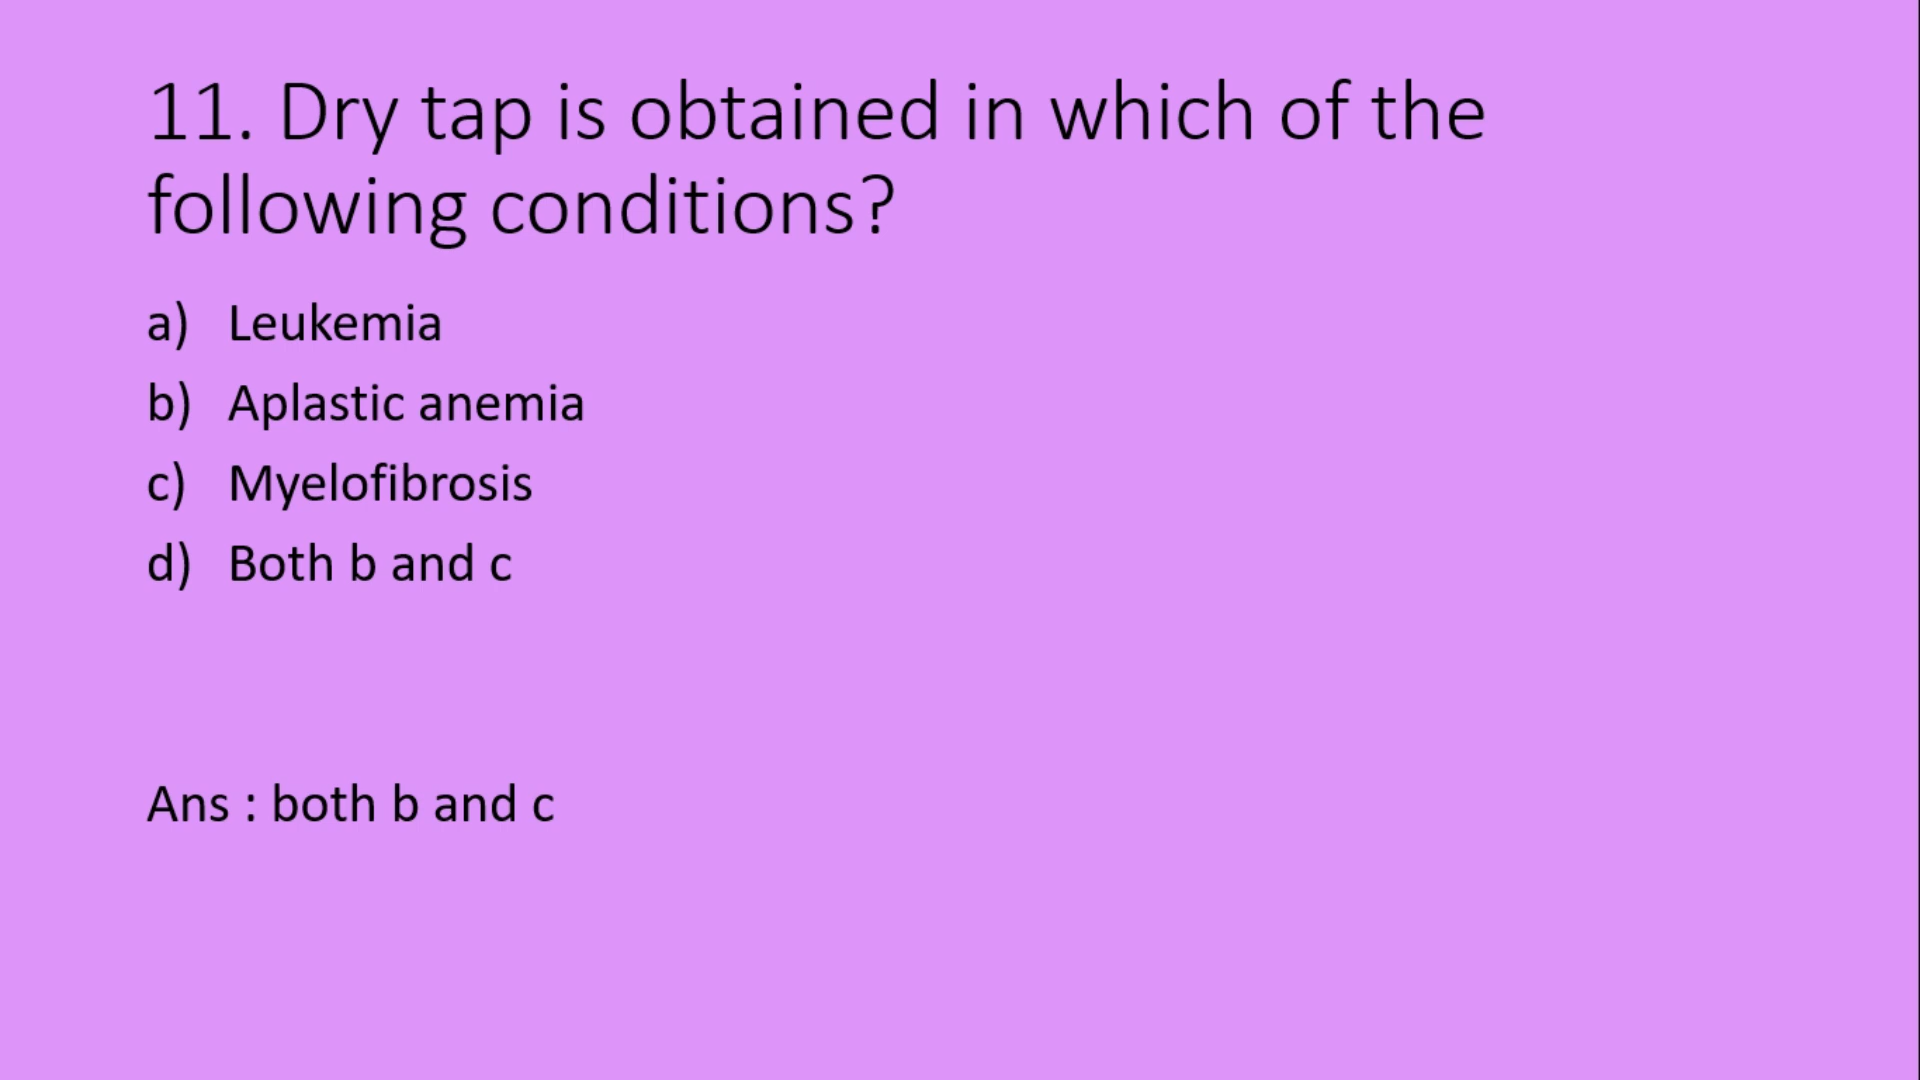 11. Dry tap is obtained in which of the
following conditions?
a) Leukemia
b) Aplastic anemia
c) Myelofibrosis
d) Both b and c
Ans : both b and c